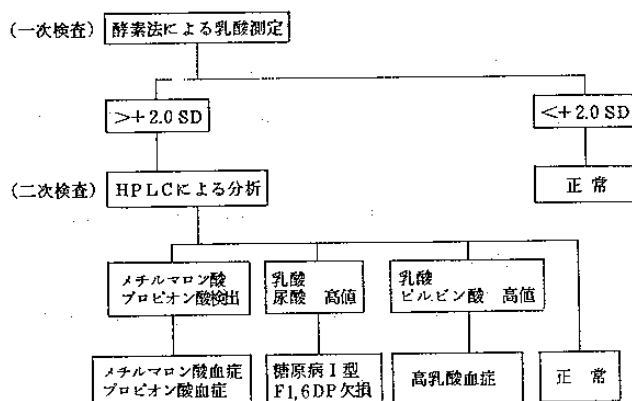 (一次検査) 酵素法による乳酸測定
>+2.0 SD
<+2.0 SD
(二次検査) HPLCによる分析
正常
メチルマロン酸
プロピオン酸検出
乳酸
尿酸 高値
乳酸
ピルビン酸 高値
メチルマロン酸血症
プロピオン酸血症
糖原病Ⅰ型
F1,6DP欠損
高乳酸血症
正常